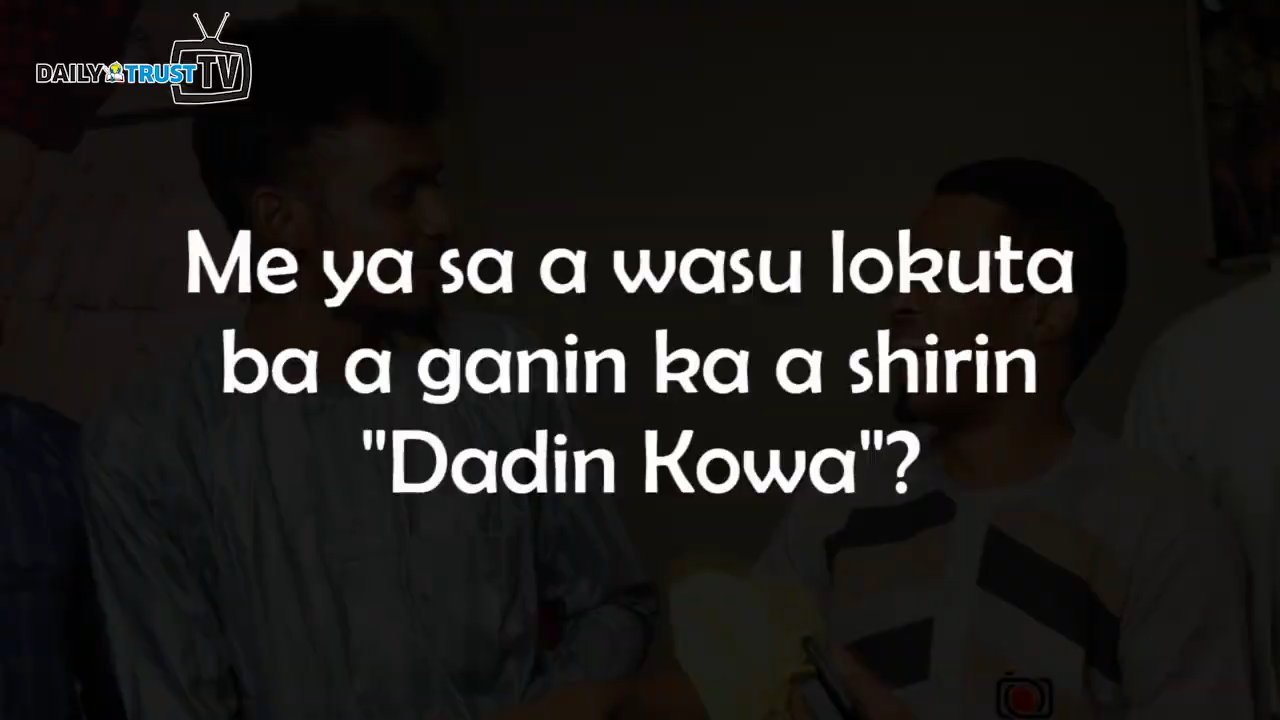 DAILY TRUST TV
Me ya sa a wasu lokuta
ba a ganin ka a shirin
"Dadin Kowa"?